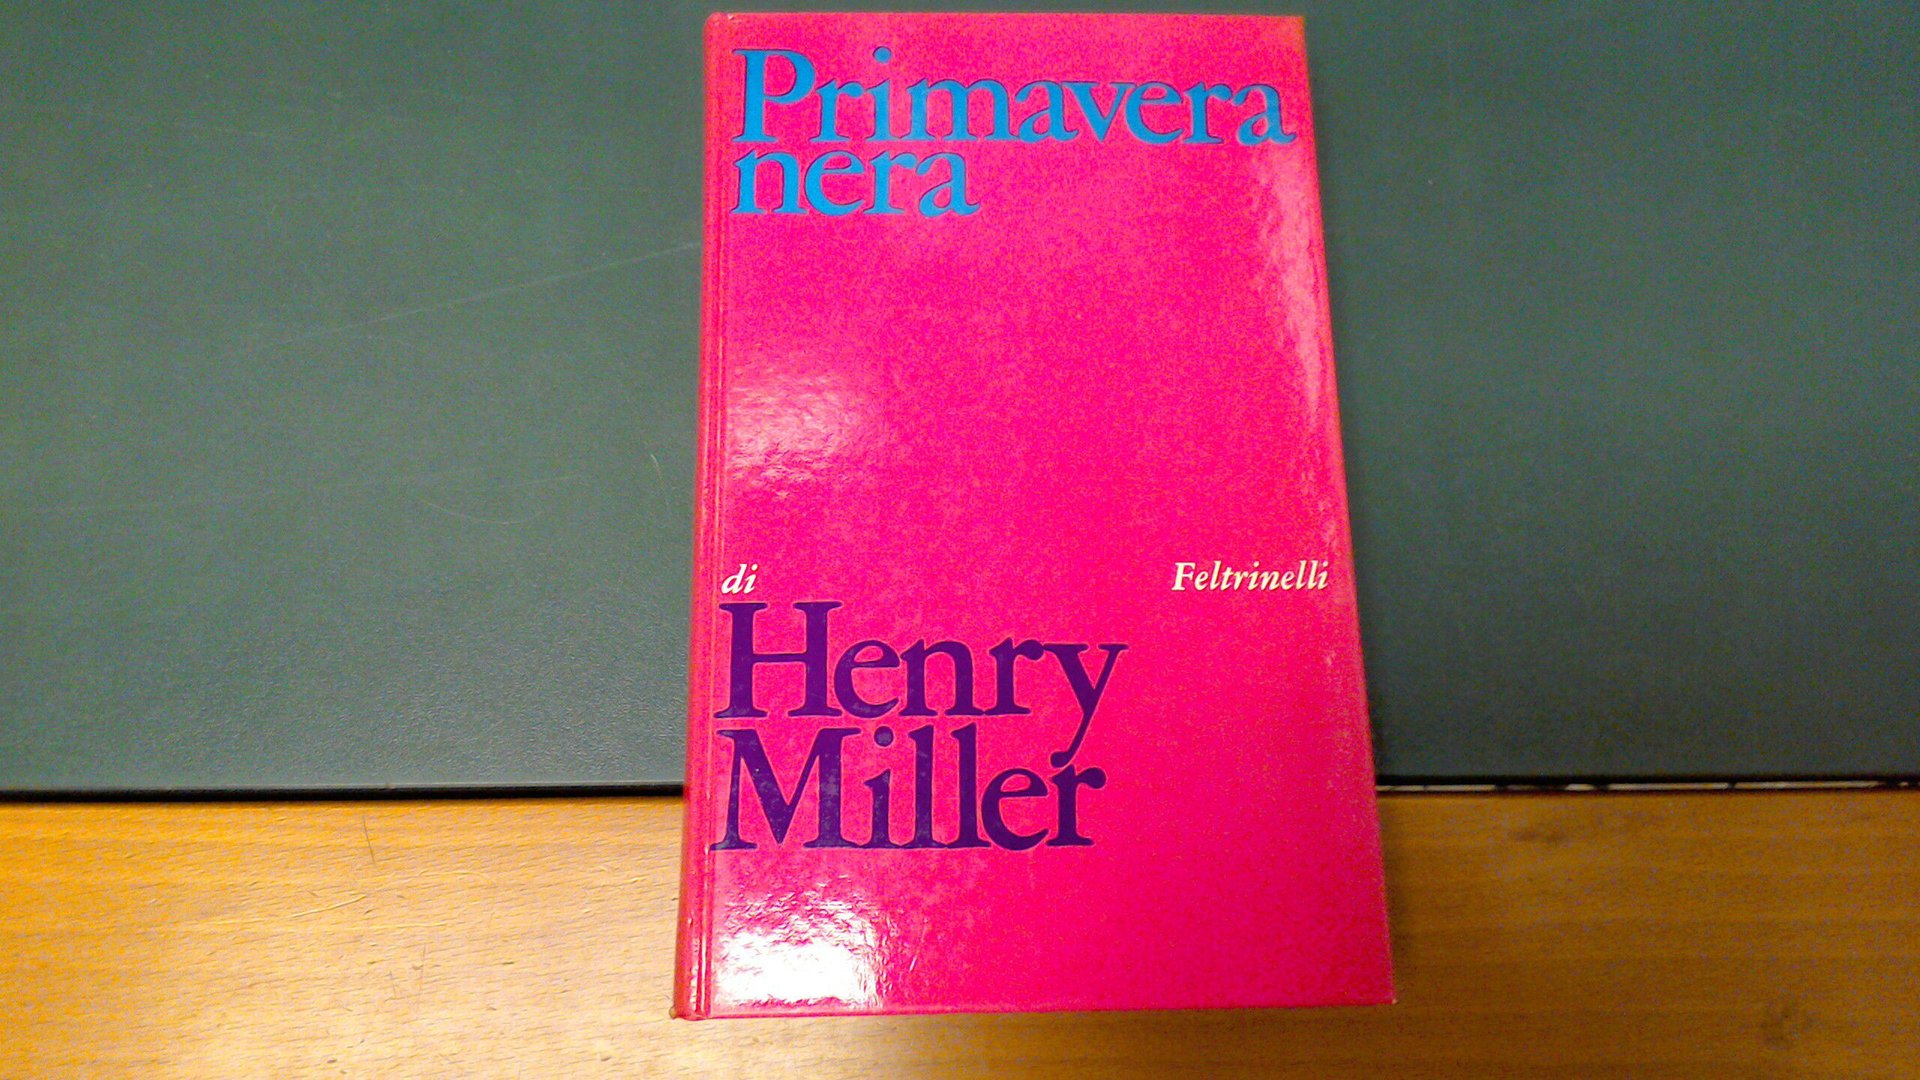 Primavera
nera
di
Feltrinelli
Henry
Miller